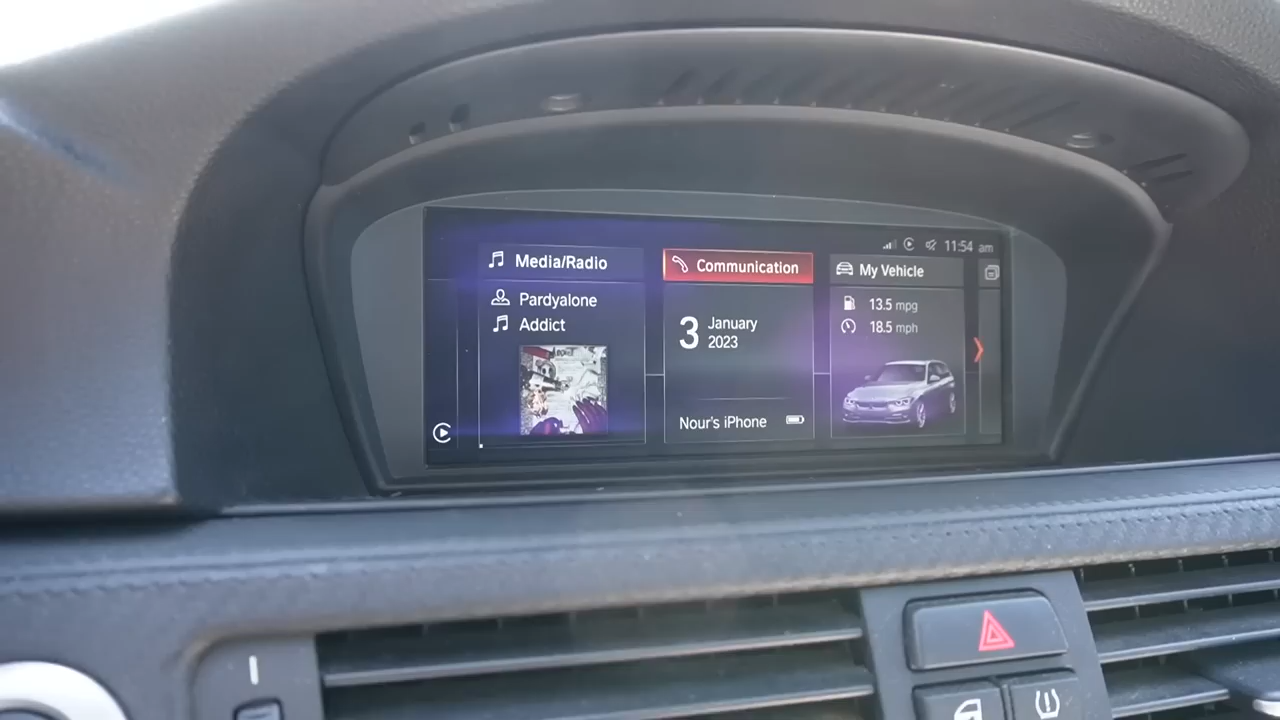 11:54 am
Media/Radio
Pardyalone
Addict
Communication
3
January
2023
Nour's iPhone
My Vehicle
13.5 mpg
18.5 mph